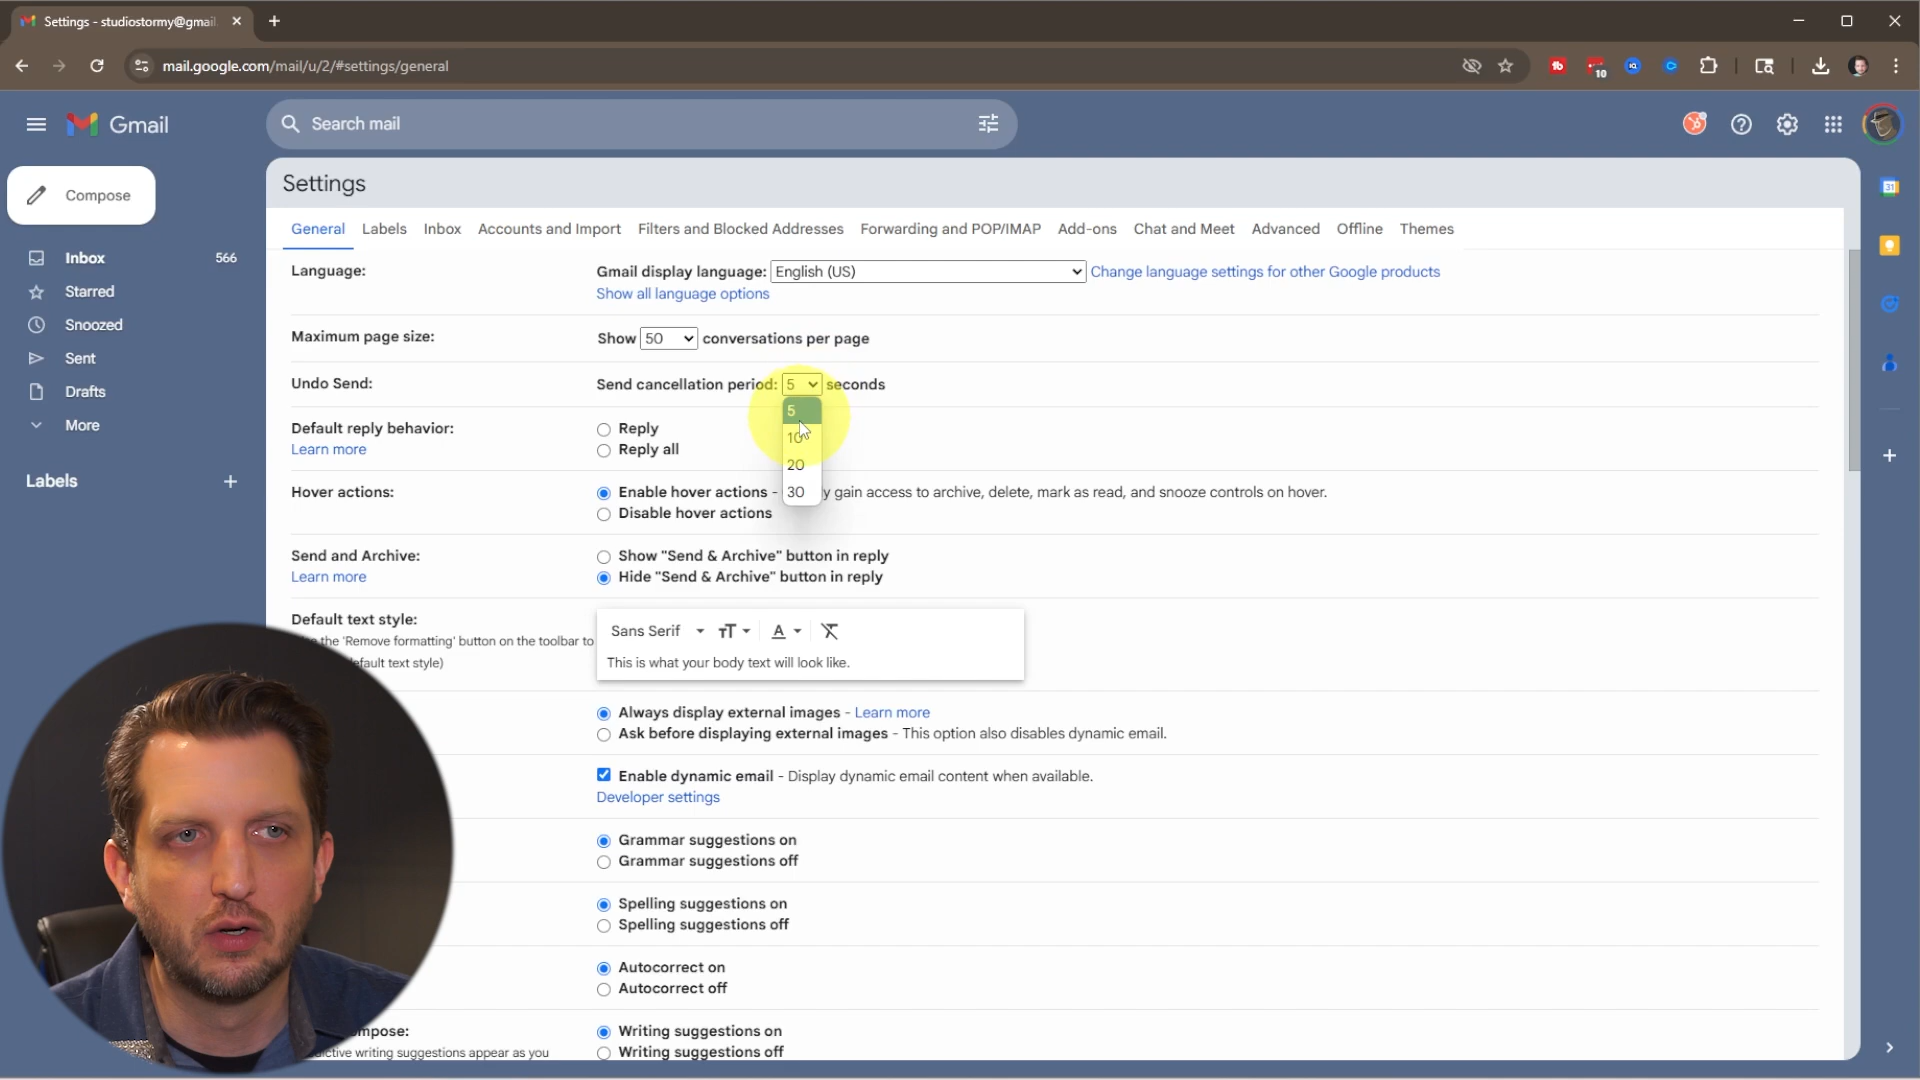 Settings - studiostormy@gmail.
mail.google.com/mail/u/2/#settings/general
10
Gmail
Search mail
Compose
Inbox 566
Starred
Snoozed
Sent
Drafts
More
Labels
Settings
General Labels Inbox Accounts and Import Filters and Blocked Addresses Forwarding and POP/IMAP Add-ons Chat and Meet Advanced Offline Themes
Language: Gmail display language: English (US) Change language settings for other Google products
Show all language options
Maximum page size: Show 50 conversations per page
Undo Send: Send cancellation period: 5 seconds
5
10
20
30
Default reply behavior: Reply
Learn more Reply all
Hover actions: Enable hover actions - y gain access to archive, delete, mark as read, and snooze controls on hover.
Disable hover actions
Send and Archive: Show "Send & Archive" button in reply
Learn more Hide "Send & Archive" button in reply
Default text style: Sans Serif
the 'Remove formatting' button on the toolbar to
default text style)
This is what your body text will look like.
Always display external images - Learn more
Ask before displaying external images - This option also disables dynamic email.
Enable dynamic email - Display dynamic email content when available.
Developer settings
Grammar suggestions on
Grammar suggestions off
Spelling suggestions on
Spelling suggestions off
Autocorrect on
Autocorrect off
mpose: Writing suggestions on
dictive writing suggestions appear as you Writing suggestions off